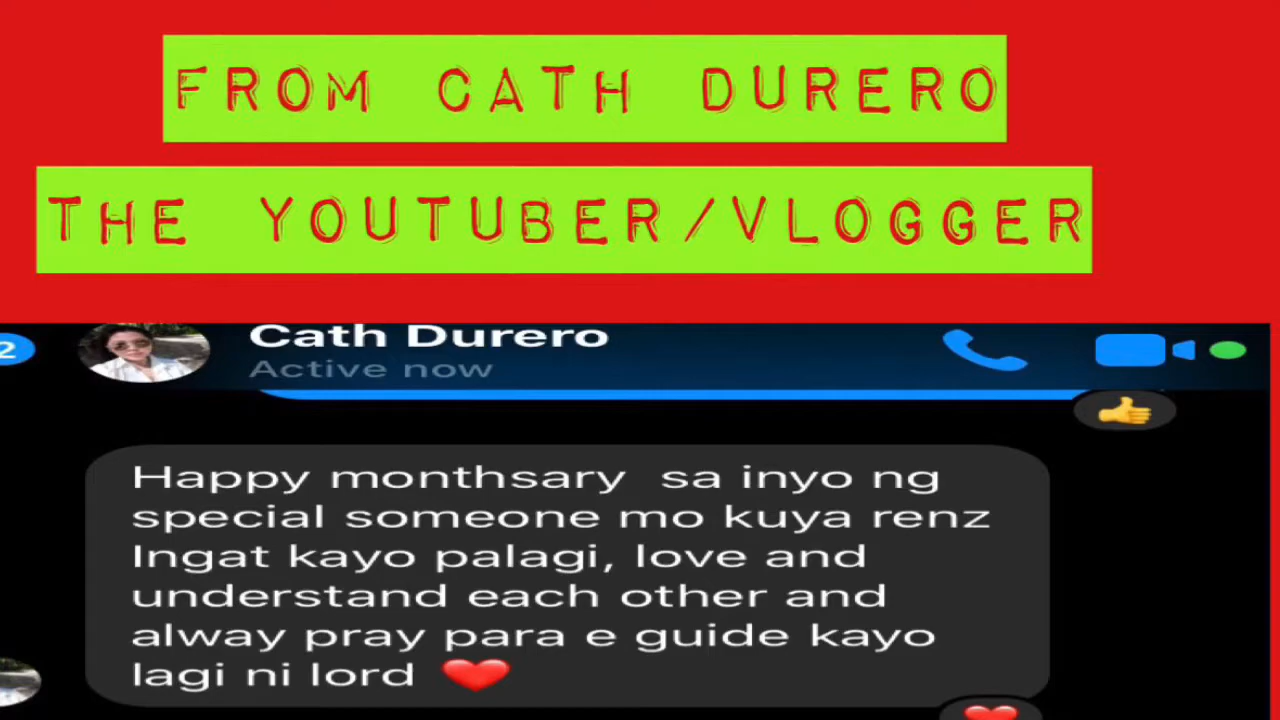 FROM CATH DURERO
THE YOUTUBER/VLOGGER
2
Cath Durero
Active now
Happy monthsary sa inyo ng
special someone mo kuya renz
Ingat kayo palagi, love and
understand each other and
alway pray para e guide kayo
lagi ni lord ❤️